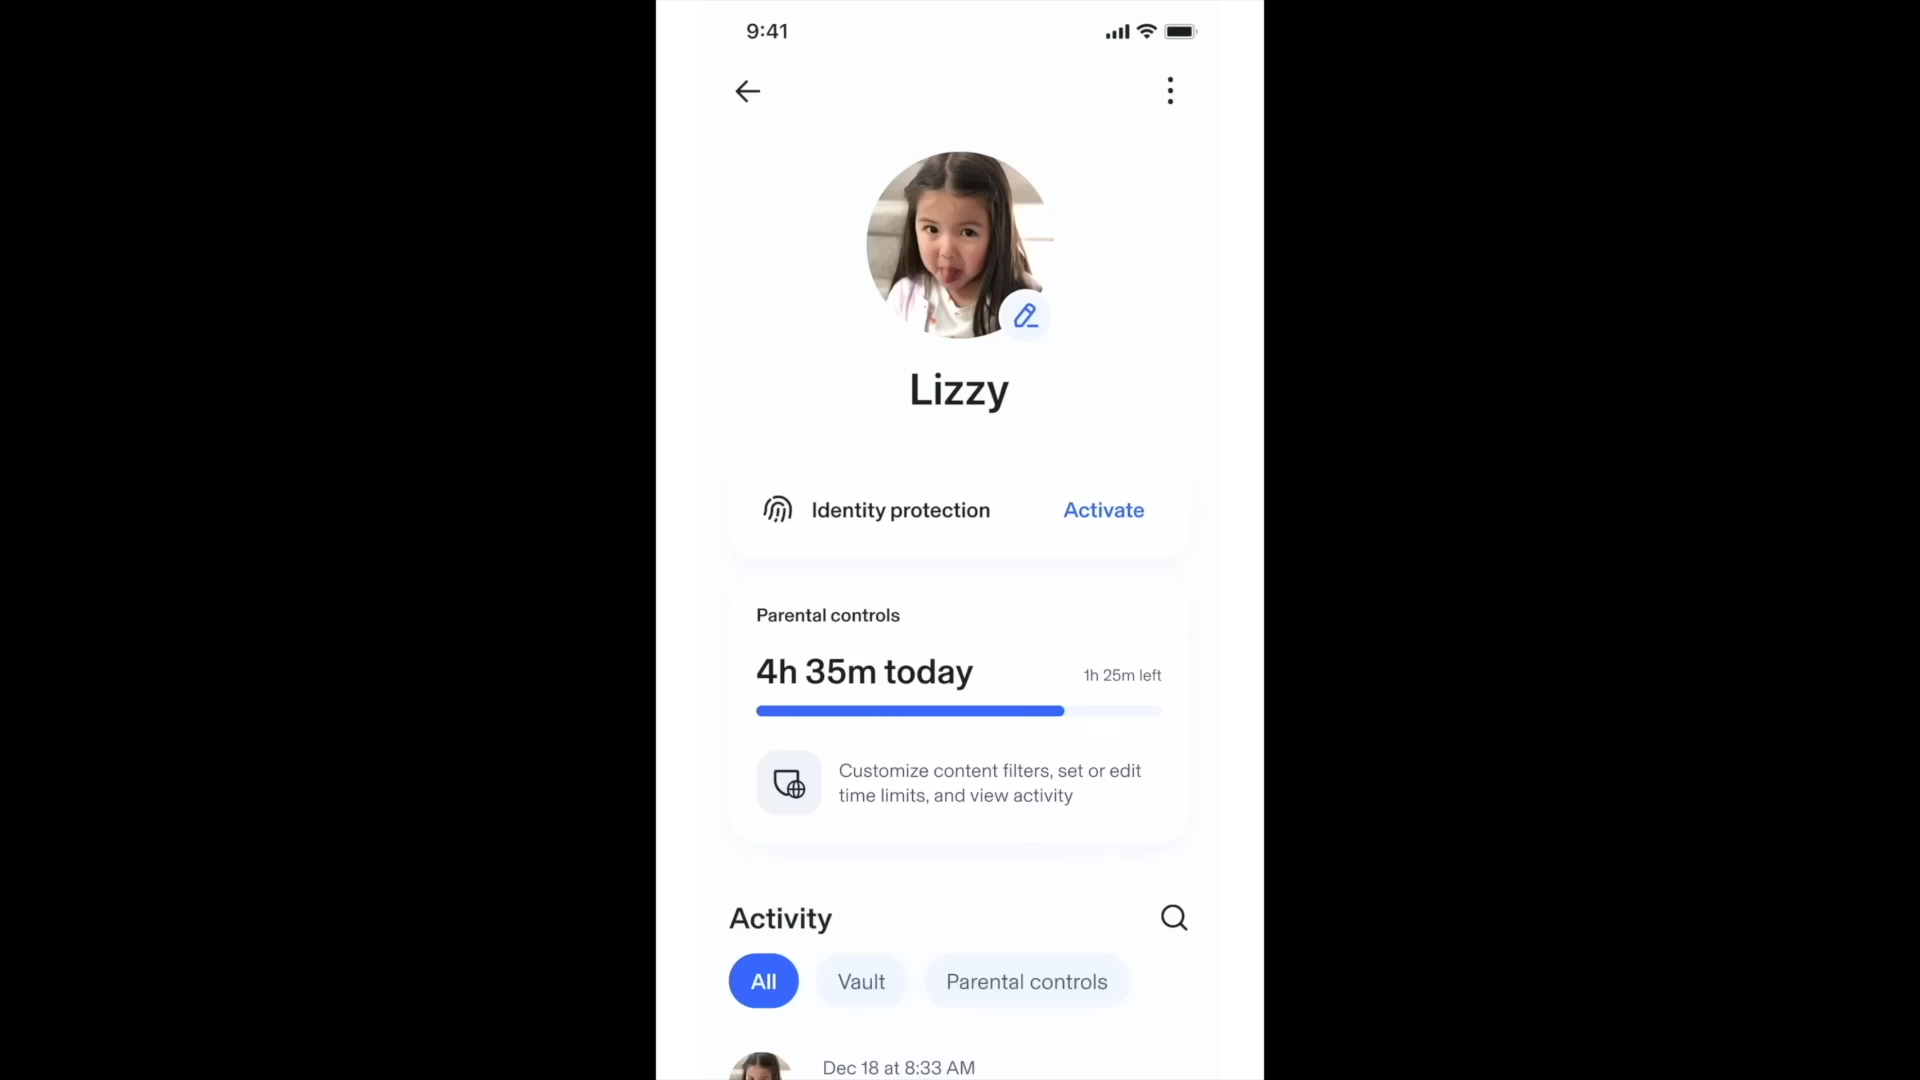 9:41
Lizzy
Identity protection
Activate
Parental controls
4h 35m today
1h 25m left
Customize content filters, set or edit
time limits, and view activity
Activity
All
Vault
Parental controls
Dec 18 at 8:33 AM